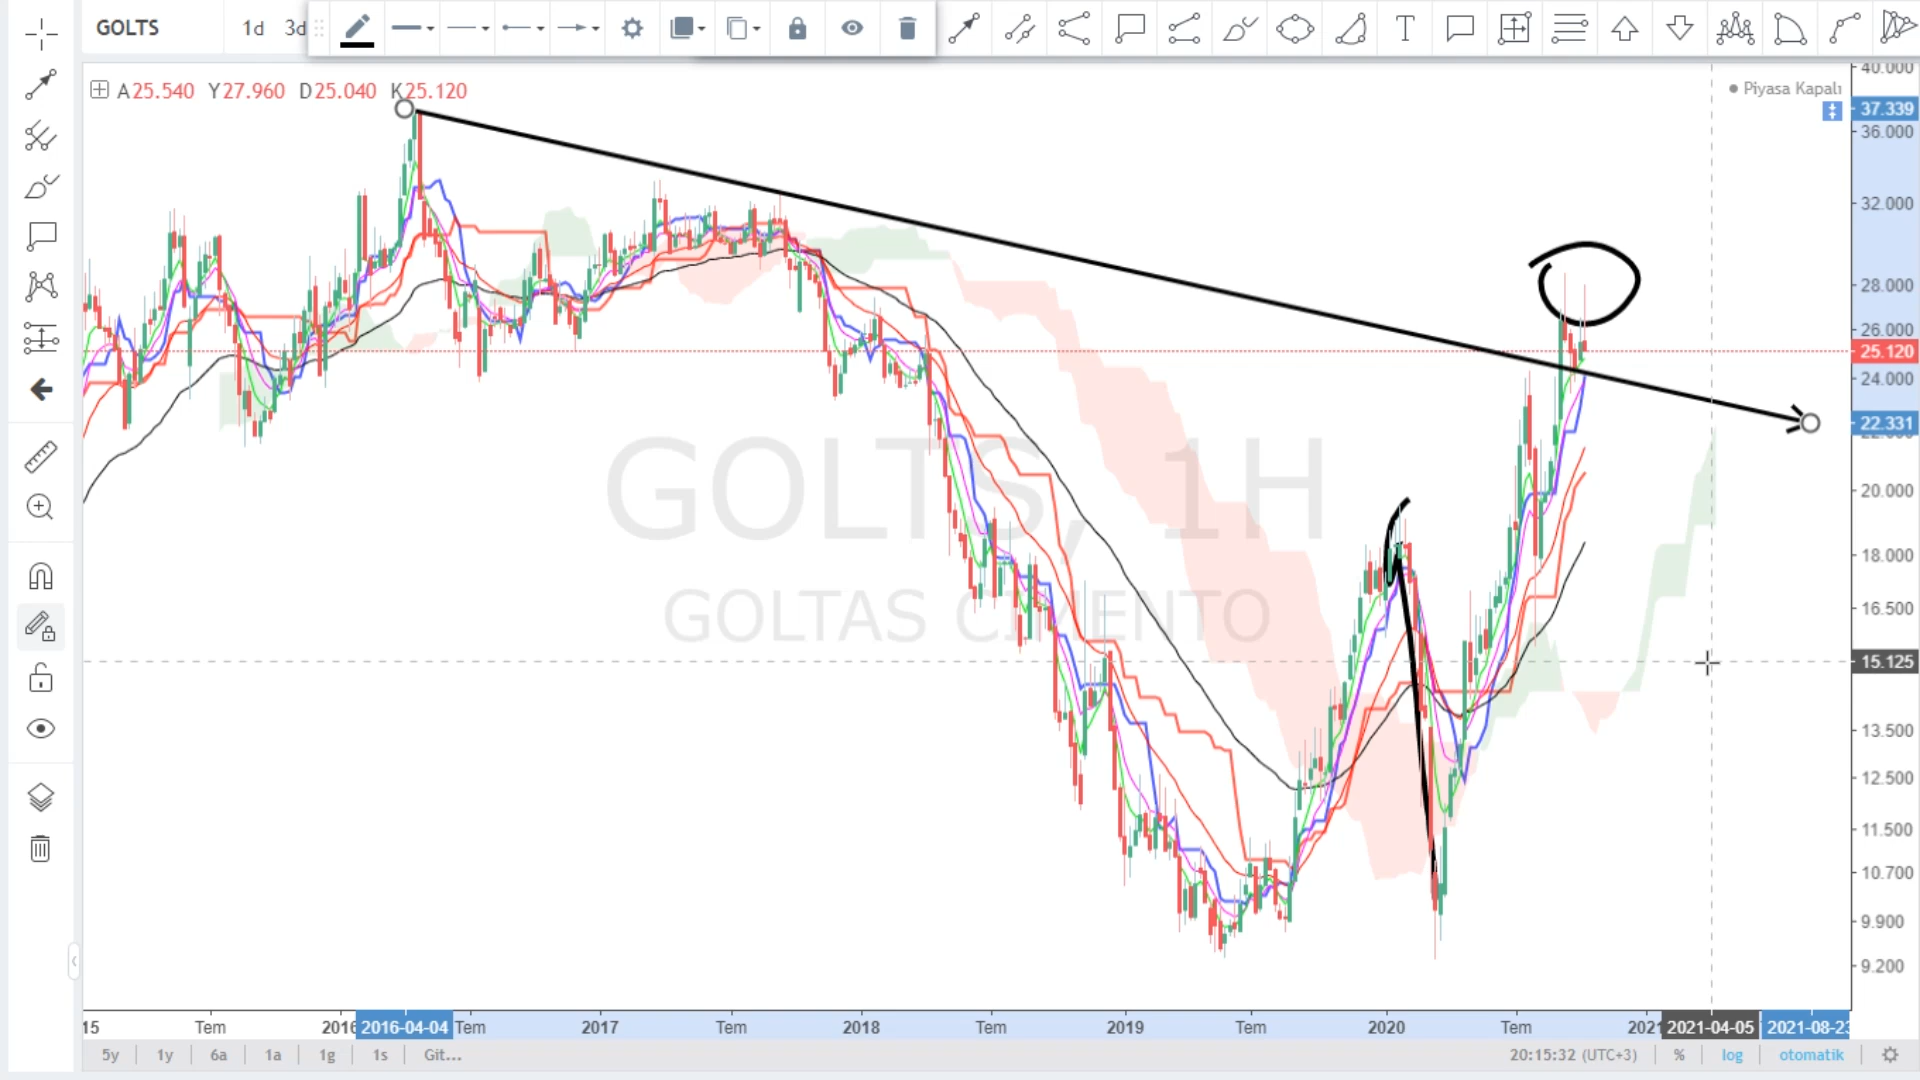 GOLTS 1d 3d
A25.540 Y27.960 D25.040 K25.120
Piyasa Kapalı
40.000
37.339
36.000
32.000
28.000
26.000
25.120
24.000
22.331
20.000
18.000
16.500
15.125
13.500
12.500
11.500
10.700
9.900
9.200
GOLTS, 1H
GOLTAS CIMENTO
15 Tem 2016 2016-04-04 Tem 2017 Tem 2018 Tem 2019 Tem 2020 Tem 2021 2021-04-05 2021-08-23
5y 1y 6a 1a 1g 1s Git... 20:15:32 (UTC+3) % log otomatik